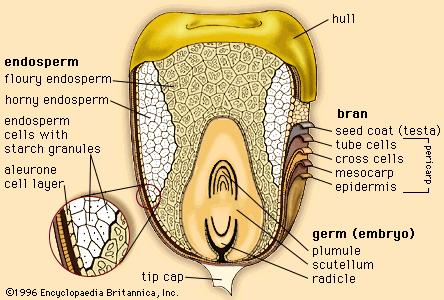 hull
endosperm
floury endosperm
horny endosperm
endosperm
cells with
starch granules
aleurone
cell layer
bran
seed coat (testa)
tube cells
cross cells
mesocarp
epidermis
pericarp
germ (embryo)
plumule
scutellum
radicle
tip cap
©1996 Encyclopaedia Britannica, Inc.